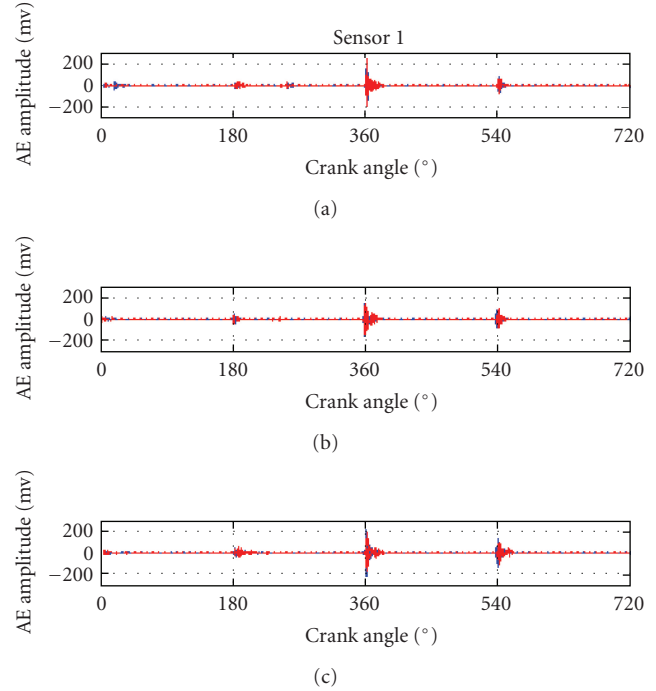 Sensor 1
AE amplitude (mv)
200
0
−200
0 180 360 540 720
Crank angle (°)
(a)
AE amplitude (mv)
200
0
−200
0 180 360 540 720
Crank angle (°)
(b)
AE amplitude (mv)
200
0
−200
0 180 360 540 720
Crank angle (°)
(c)